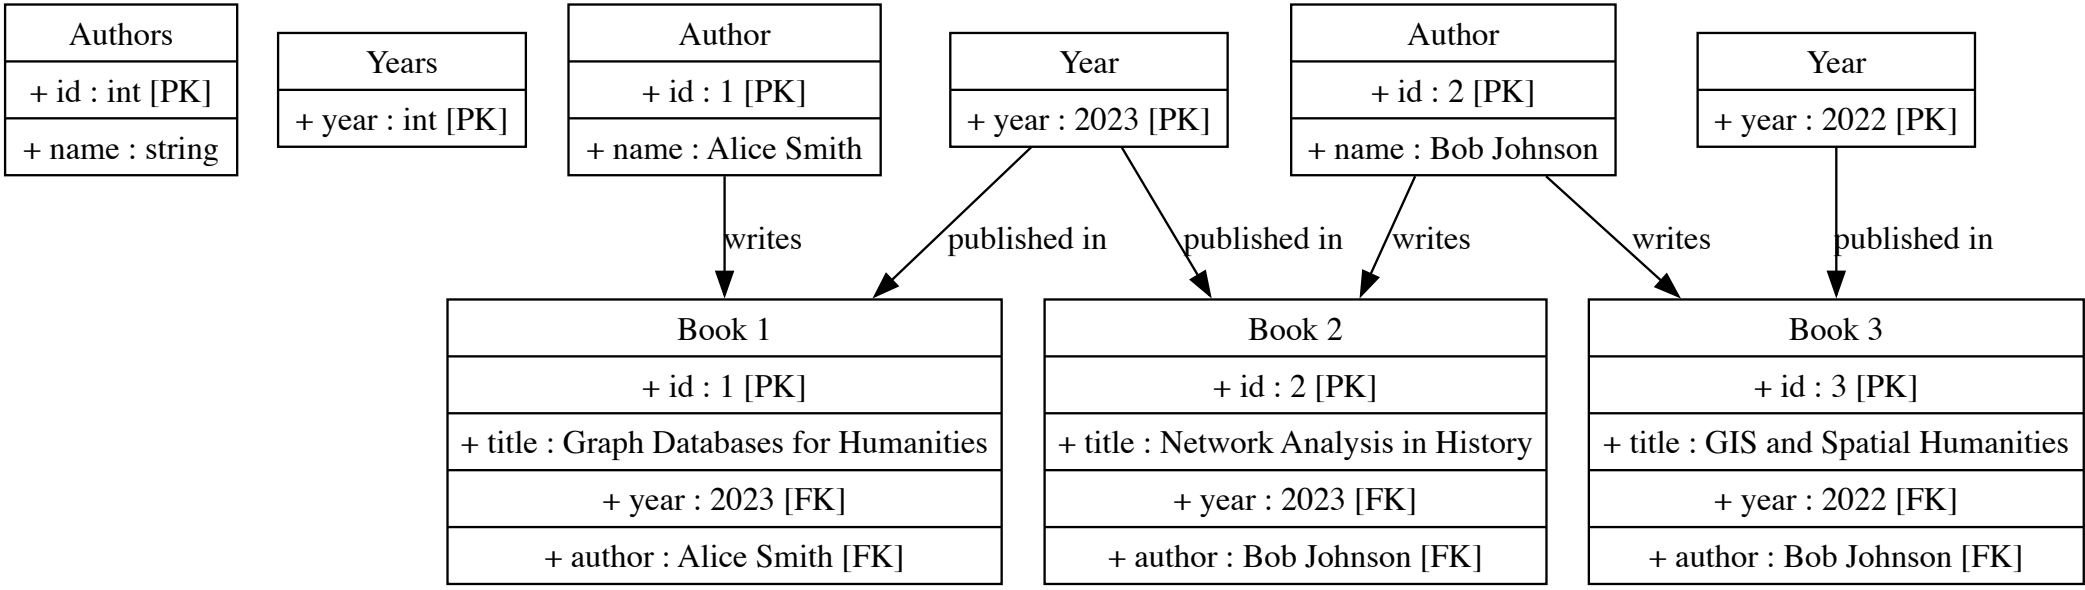 Authors
+ id : int [PK]
+ name : string
Years
+ year : int [PK]
Author
+ id : 1 [PK]
+ name : Alice Smith
Year
+ year : 2023 [PK]
Author
+ id : 2 [PK]
+ name : Bob Johnson
Year
+ year : 2022 [PK]
writes
published in
published in
writes
writes
published in
Book 1
+ id : 1 [PK]
+ title : Graph Databases for Humanities
+ year : 2023 [FK]
+ author : Alice Smith [FK]
Book 2
+ id : 2 [PK]
+ title : Network Analysis in History
+ year : 2023 [FK]
+ author : Bob Johnson [FK]
Book 3
+ id : 3 [PK]
+ title : GIS and Spatial Humanities
+ year : 2022 [FK]
+ author : Bob Johnson [FK]